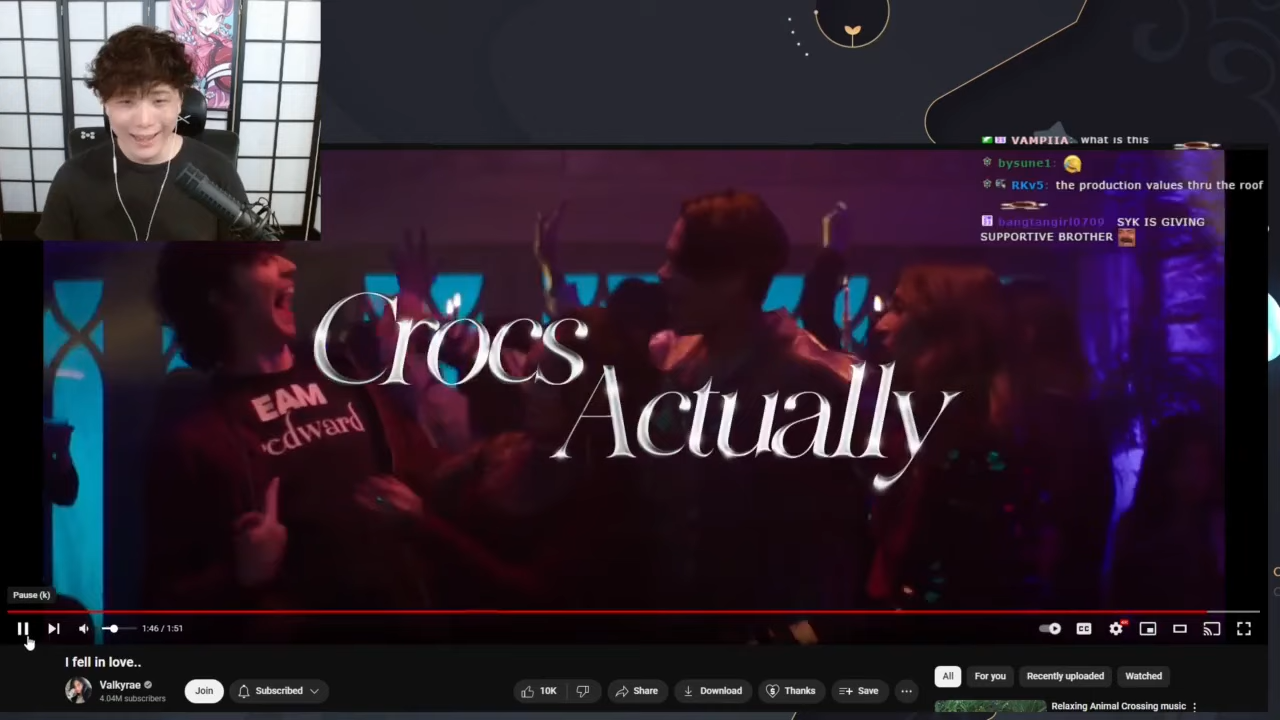 VAMPIIA: what is this
bysune1:
RKv5: the production values thru the roof
bangtangirl0709 SYK IS GIVING
SUPPORTIVE BROTHER
Crocs
Actually
EAM
edward
Pause (k)
1:46 / 1:51
CC
I fell in love..
Valkyrae
4.04M subscribers
Join
Subscribed
10K
Share
Download
Thanks
Save
All
For you
Recently uploaded
Watched
Relaxing Animal Crossing music